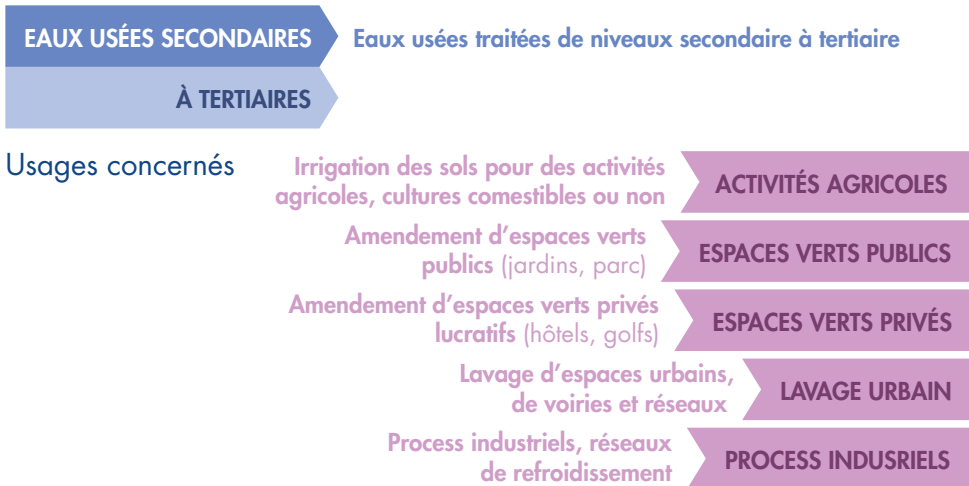 EAUX USÉES SECONDAIRES
À TERTIAIRES
Eaux usées traitées de niveaux secondaire à tertiaire
Usages concernés
Irrigation des sols pour des activités
agricoles, cultures comestibles ou non
ACTIVITÉS AGRICOLES
Amendement d'espaces verts
publics (jardins, parc)
ESPACES VERTS PUBLICS
Amendement d'espaces verts privés
lucratifs (hôtels, golfs)
ESPACES VERTS PRIVÉS
Lavage d'espaces urbains,
de voiries et réseaux
LAVAGE URBAIN
Process industriels, réseaux
de refroidissement
PROCESS INDUSRIELS